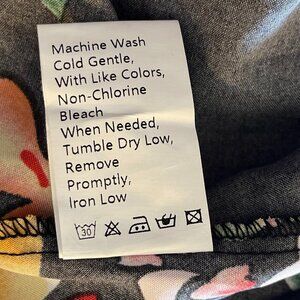 Machine Wash
Cold Gentle,
With Like Colors,
Non-Chlorine
Bleach
When Needed,
Tumble Dry Low,
Remove
Promptly,
Iron Low
30